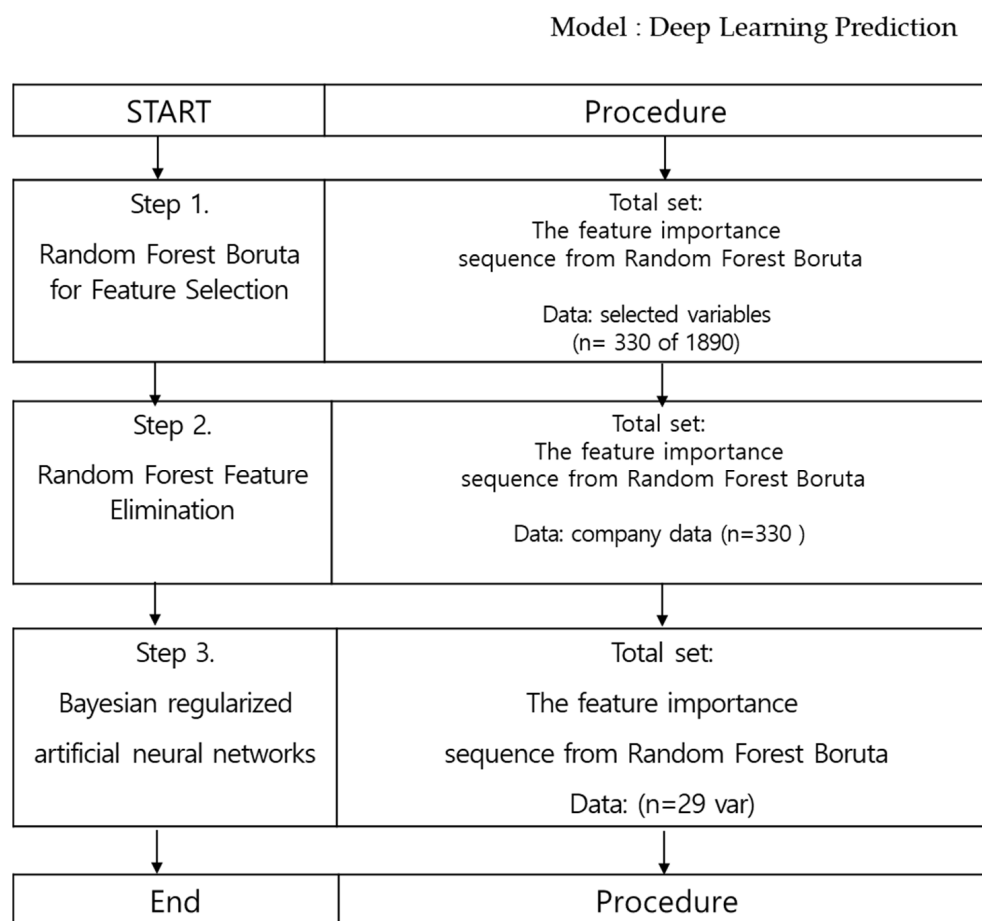 Model : Deep Learning Prediction
START
Procedure
Step 1.
Random Forest Boruta
for Feature Selection
Total set:
The feature importance
sequence from Random Forest Boruta
Data: selected variables
(n= 330 of 1890)
Step 2.
Random Forest Feature
Elimination
Total set:
The feature importance
sequence from Random Forest Boruta
Data: company data (n=330 )
Step 3.
Bayesian regularized
artificial neural networks
Total set:
The feature importance
sequence from Random Forest Boruta
Data: (n=29 var)
End
Procedure